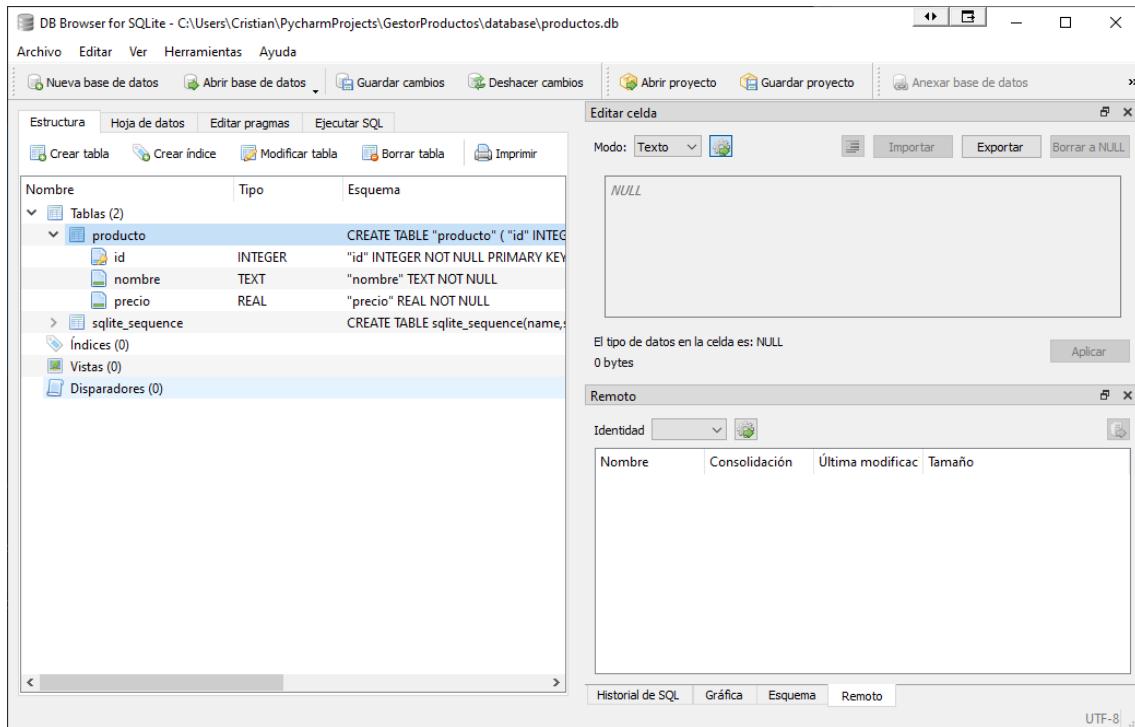 DB Browser for SQLite - C:\Users\Cristian\PycharmProjects\GestorProductos\database\productos.db
Archivo Editar Ver Herramientas Ayuda
Nueva base de datos Abrir base de datos Guardar cambios Deshacer cambios Abrir proyecto Guardar proyecto Anexar base de datos »
Estructura Hoja de datos Editar pragmas Ejecutar SQL
Crear tabla Crear índice Modificar tabla Borrar tabla Imprimir
Nombre Tipo Esquema
Tablas (2)
producto CREATE TABLE "producto" ( "id" INTEG
id INTEGER "id" INTEGER NOT NULL PRIMARY KEY
nombre TEXT "nombre" TEXT NOT NULL
precio REAL "precio" REAL NOT NULL
sqlite_sequence CREATE TABLE sqlite_sequence(name,s
Índices (0)
Vistas (0)
Disparadores (0)
Editar celda
Modo: Texto Importar Exportar Borrar a NULL
NULL
El tipo de datos en la celda es: NULL
0 bytes
Aplicar
Remoto
Identidad
Nombre Consolidación Última modificac Tamaño
Historial de SQL Gráfica Esquema Remoto
UTF-8